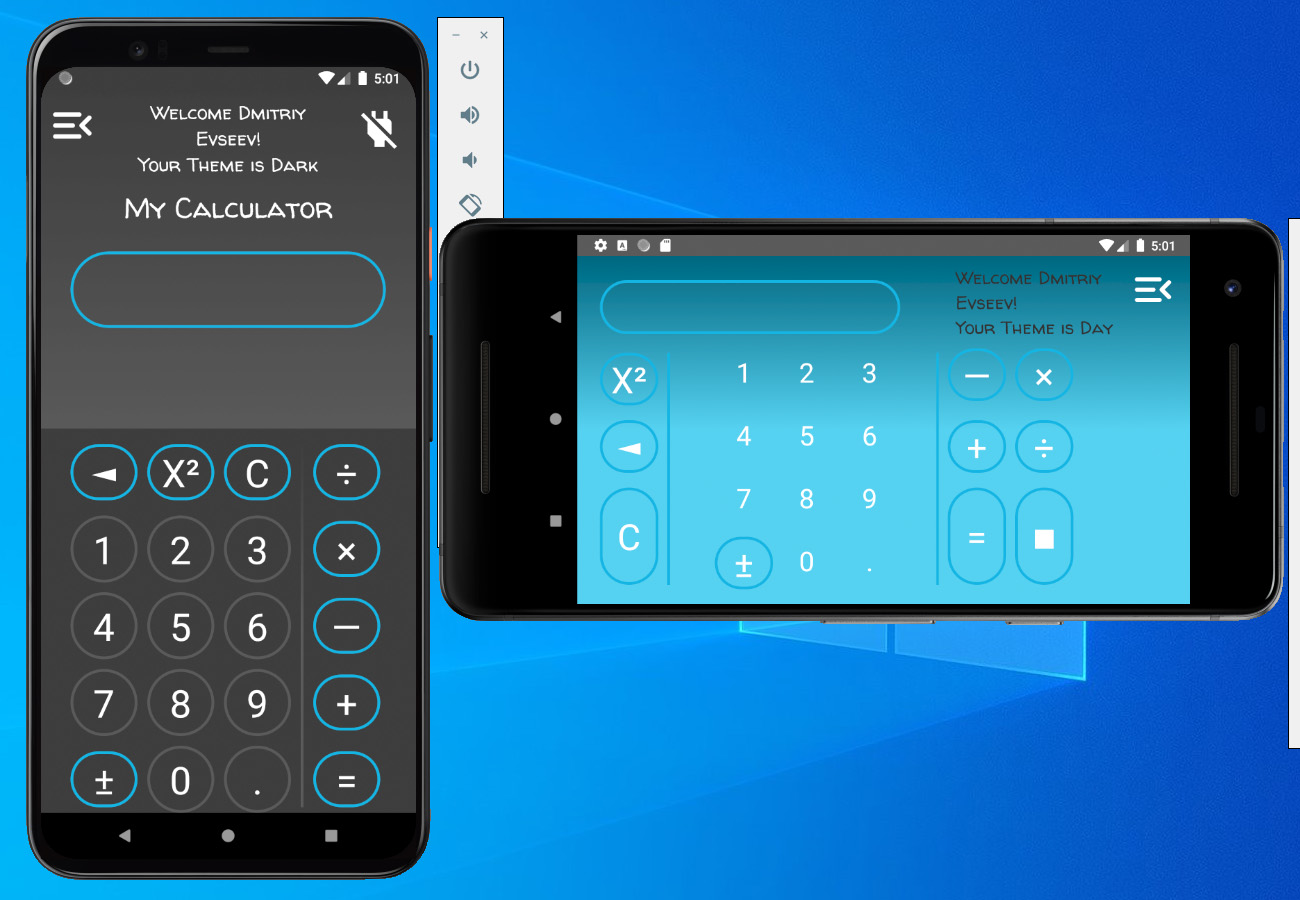 5:01
Welcome Dmitriy
Evseev!
Your Theme is Dark
My Calculator
◄ X² C ÷
1 2 3 ×
4 5 6 −
7 8 9 +
± 0 . =
A 5:01
Welcome Dmitriy
Evseev!
Your Theme is Day
X² 1 2 3 − ×
◄ 4 5 6 + ÷
C 7 8 9 = ■
± 0 .